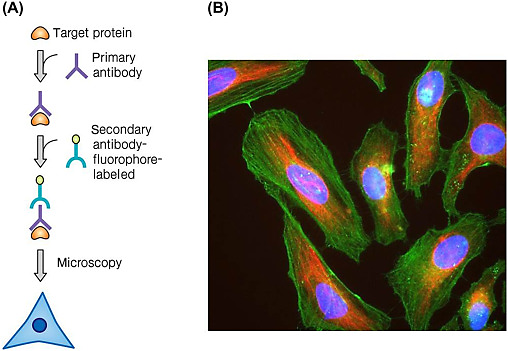 (A)
Target protein
Primary
antibody
Secondary
antibody-
fluorophore-
labeled
Microscopy
(B)